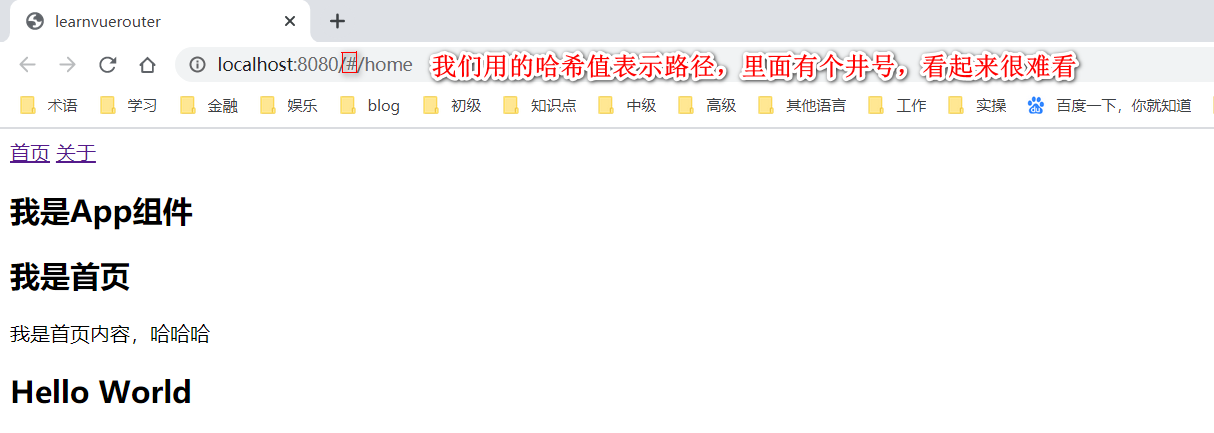 learnvuerouter
localhost:8080/#/home 我们用的哈希值表示路径，里面有个井号，看起来很难看
术语 学习 金融 娱乐 blog 初级 知识点 中级 高级 其他语言 工作 实操 百度一下，你就知道
首页 关于
我是App组件
我是首页
我是首页内容，哈哈哈
Hello World